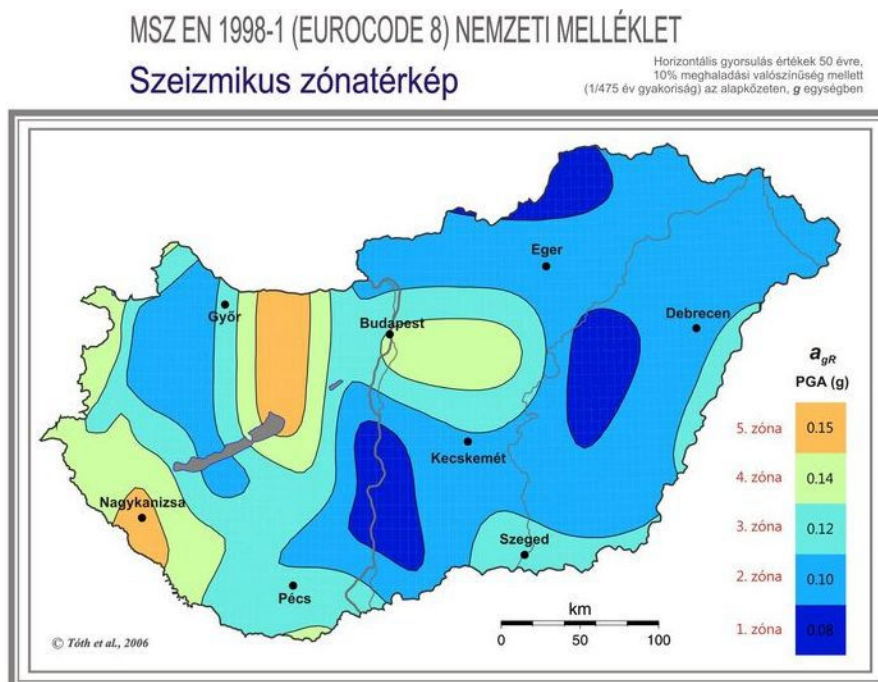 MSZ EN 1998-1 (EUROCODE 8) NEMZETI MELLÉKLET
Szeizmikus zónatérkép
Horizontális gyorsulás értékek 50 évre,
10% meghaladási valószínűség mellett
(1/475 év gyakoriság) az alapkőzeten, g egységben
Eger
Győr
Budapest
Debrecen
Kecskemét
Nagykanizsa
Szeged
Pécs
agR
PGA (g)
5. zóna 0.15
4. zóna 0.14
3. zóna 0.12
2. zóna 0.10
1. zóna 0.08
km
0 50 100
© Tóth et al., 2006